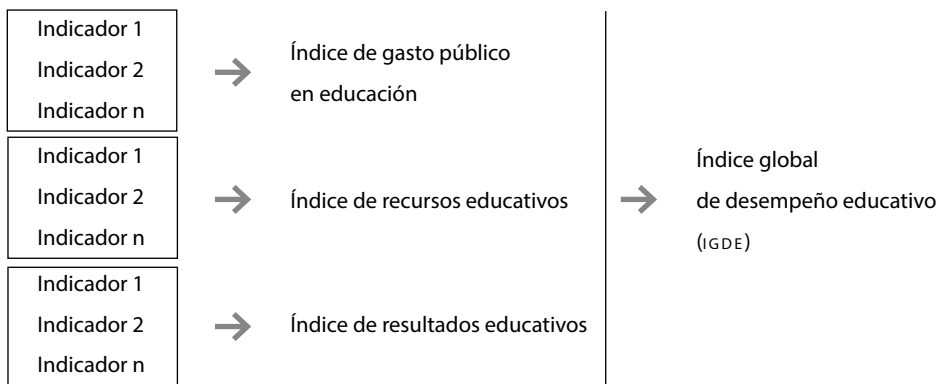 Indicador 1
Indicador 2
Indicador n
Índice de gasto público
en educación
Indicador 1
Indicador 2
Indicador n
Índice de recursos educativos
Indicador 1
Indicador 2
Indicador n
Índice de resultados educativos
Índice global
de desempeño educativo
(IGDE)